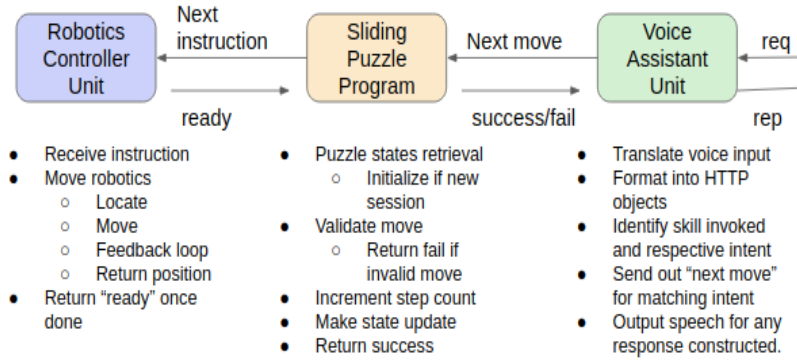 Robotics
Controller
Unit
Next
instruction
ready
Sliding
Puzzle
Program
Next move
success/fail
Voice
Assistant
Unit
req
rep
● Receive instruction
● Move robotics
○ Locate
○ Move
○ Feedback loop
○ Return position
● Return “ready” once
done
● Puzzle states retrieval
○ Initialize if new
session
● Validate move
○ Return fail if
invalid move
● Increment step count
● Make state update
● Return success
● Translate voice input
● Format into HTTP
objects
● Identify skill invoked
and respective intent
● Send out “next move”
for matching intent
● Output speech for any
response constructed.